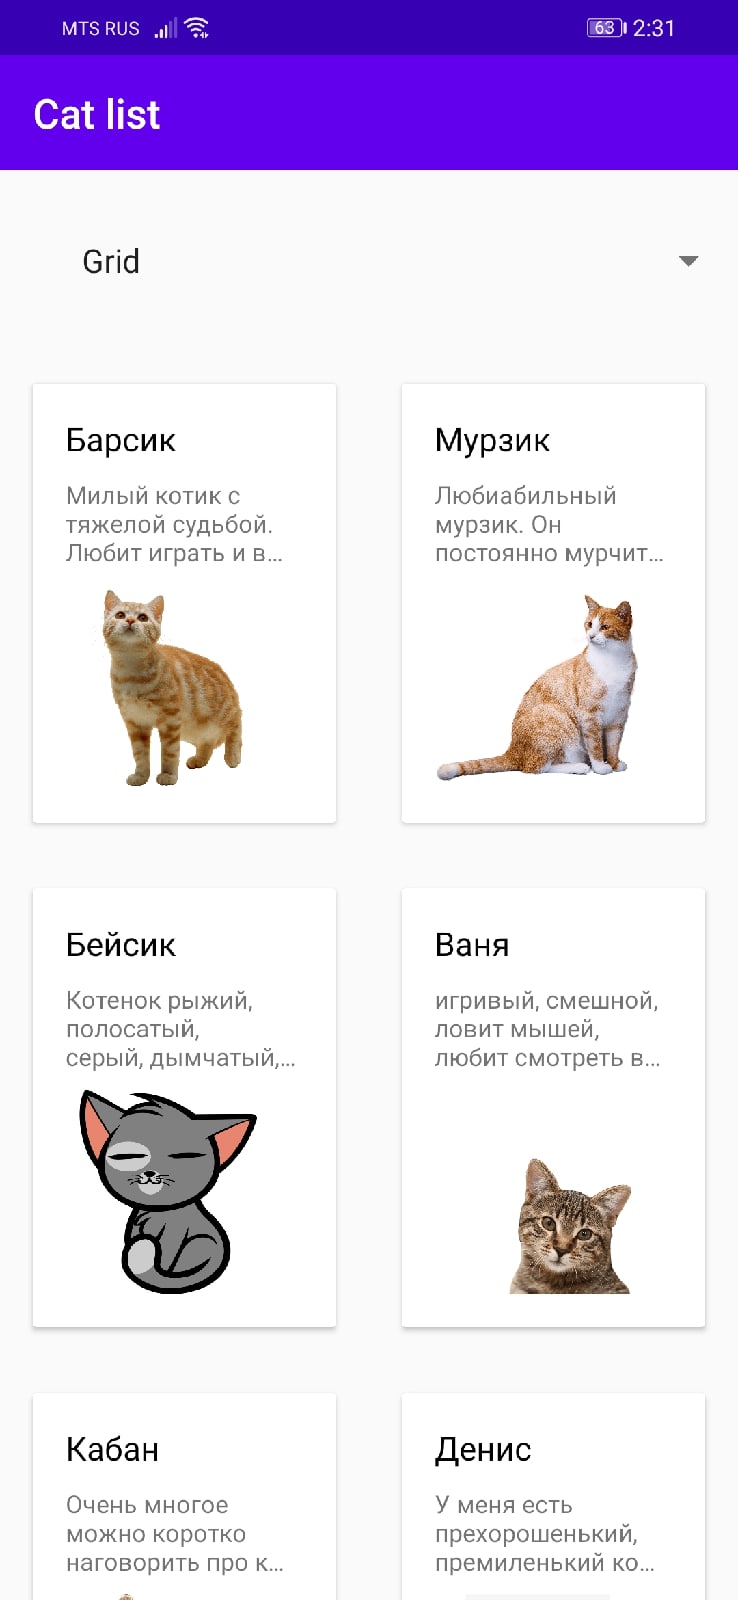 MTS RUS 63 2:31
Cat list
Grid
Барсик
Милый котик с
тяжелой судьбой.
Любит играть и в...
Мурзик
Любиабильный
мурзик. Он
постоянно мурчит...
Бейсик
Котенок рыжий,
полосатый,
серый, дымчатый,...
Ваня
игривый, смешной,
ловит мышей,
любит смотреть в...
Кабан
Очень многое
можно коротко
наговорить про к...
Денис
У меня есть
прехорошенький,
премиленький ко...